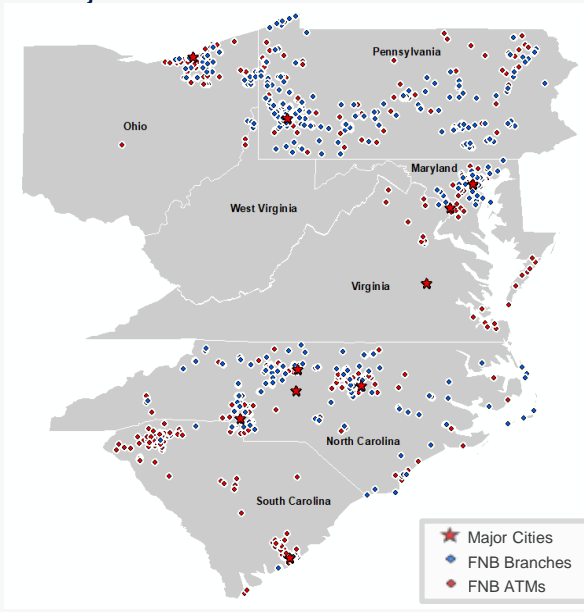 Pennsylvania
Ohio
Maryland
West Virginia
Virginia
North Carolina
South Carolina
Major Cities
FNB Branches
FNB ATMs